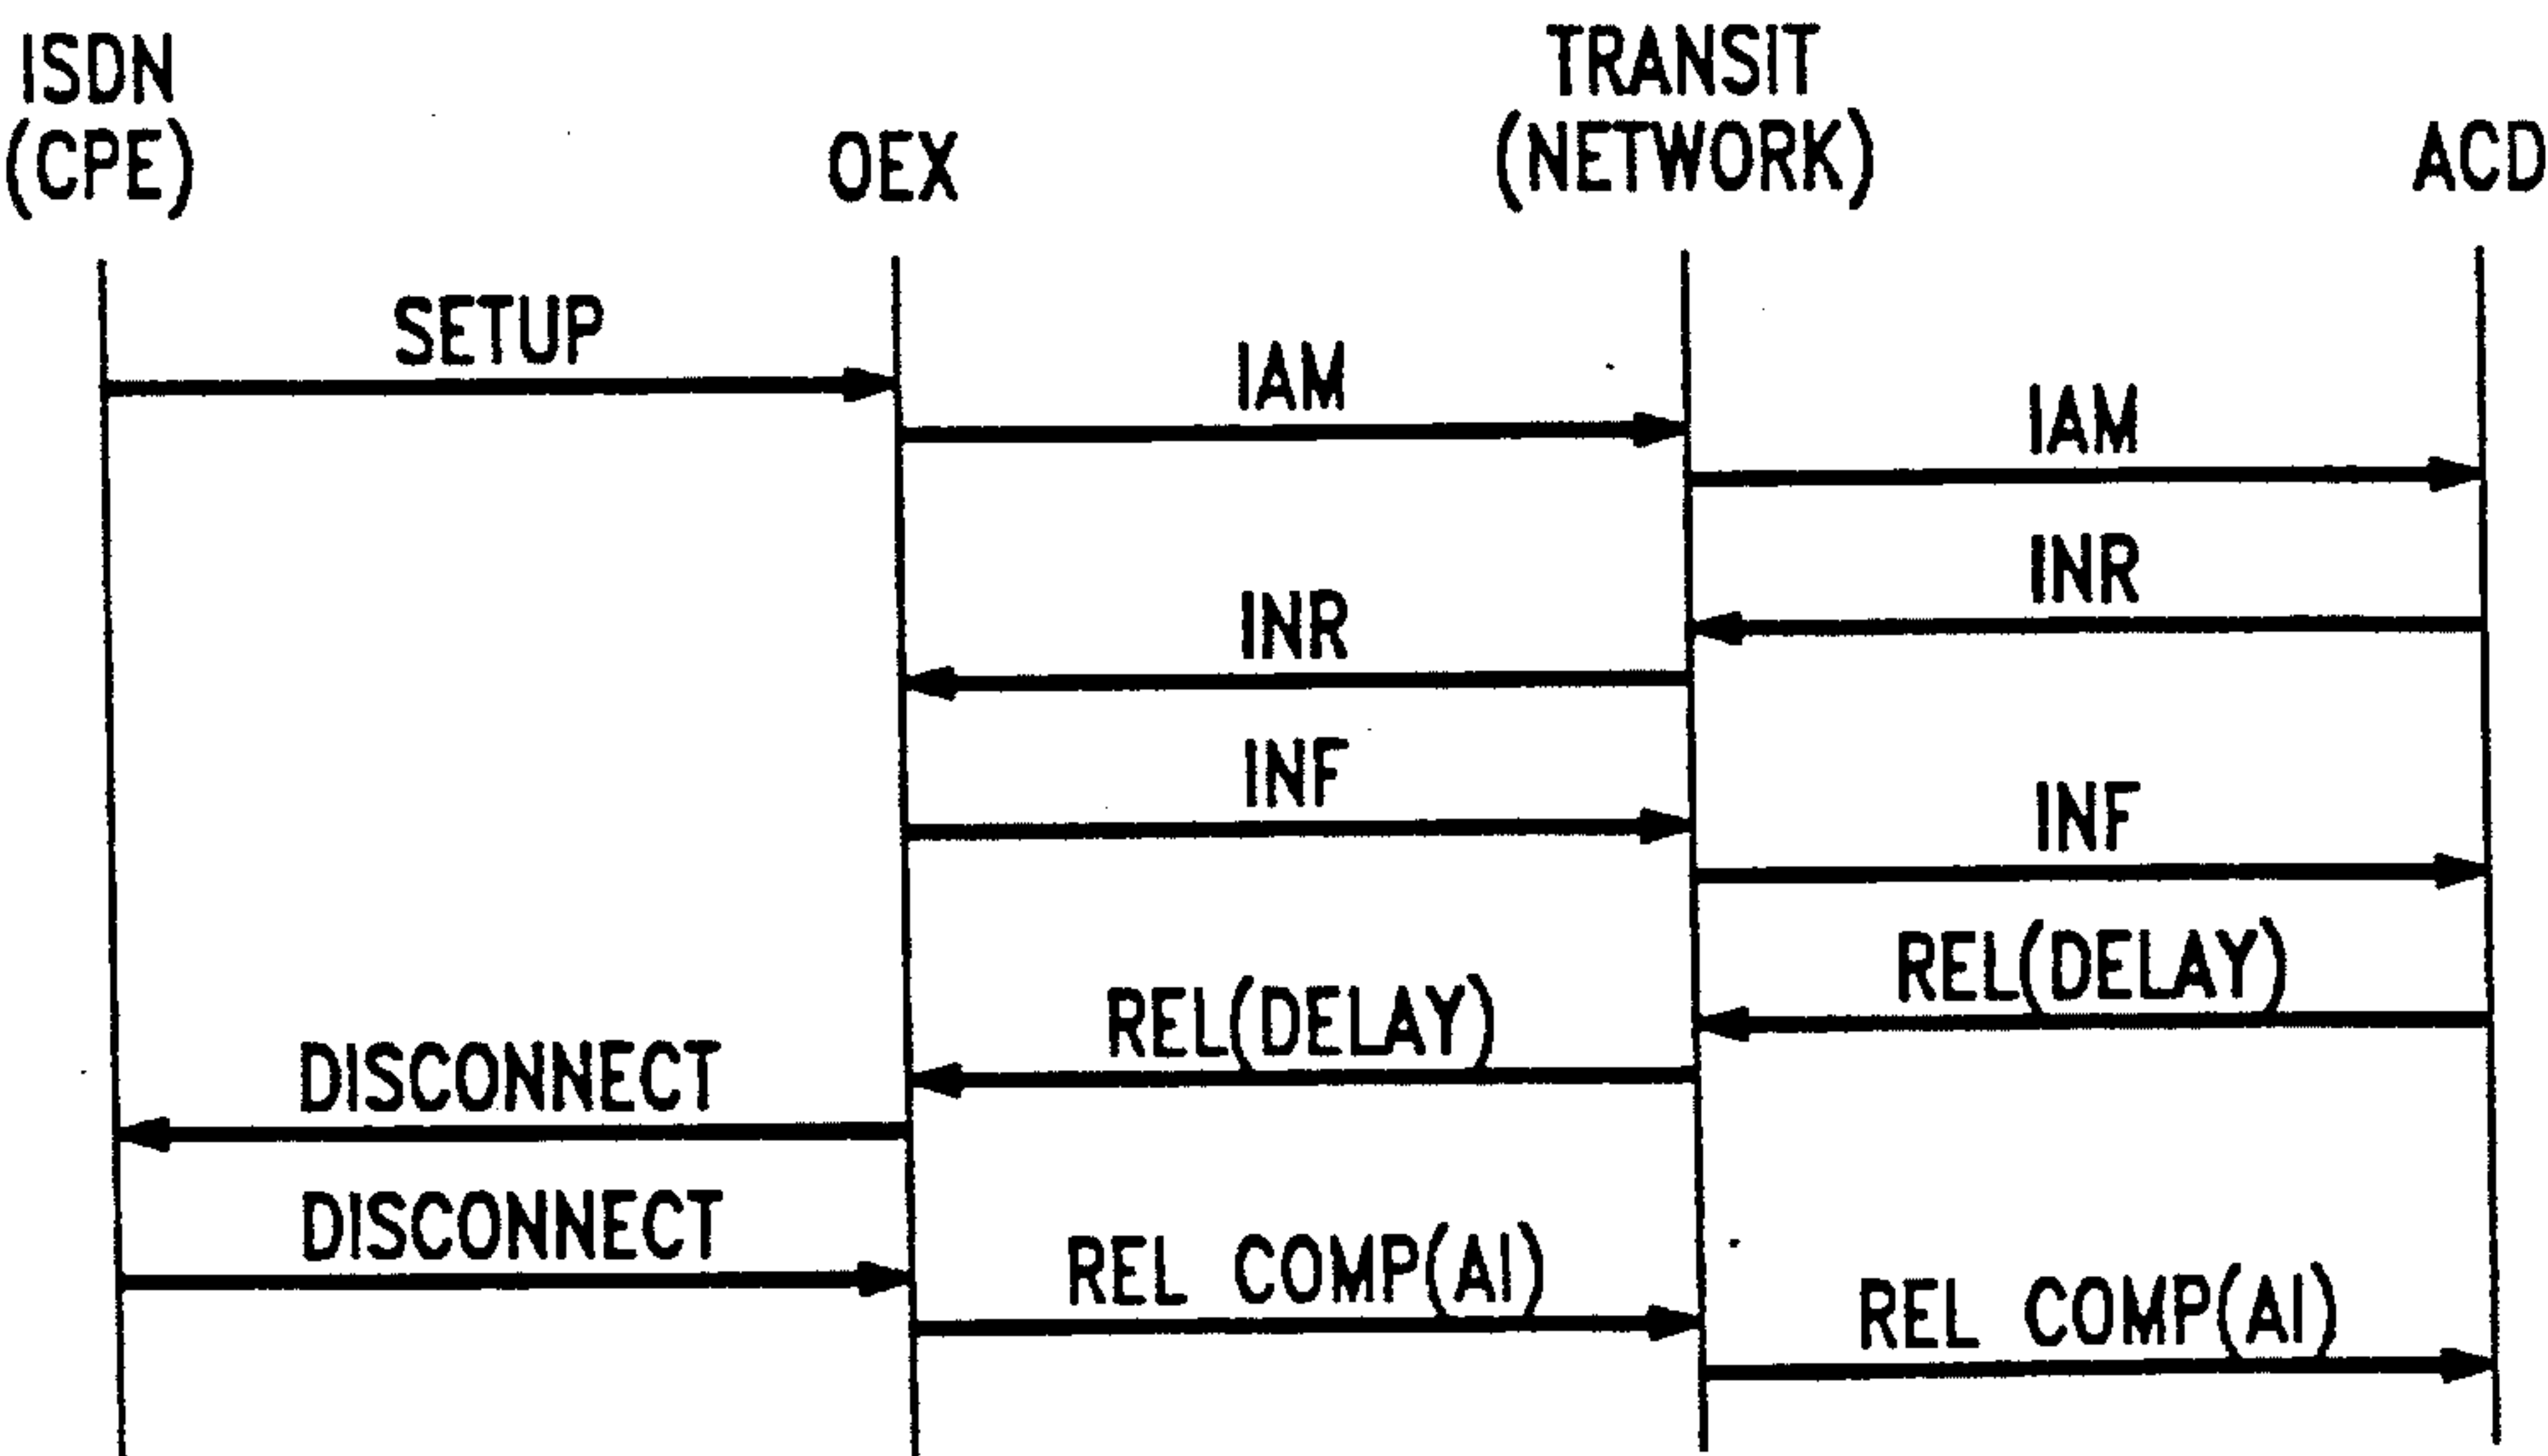 ISDN
(CPE)
OEX
TRANSIT
(NETWORK)
ACD
SETUP
IAM
IAM
INR
INR
INF
INF
REL(DELAY)
REL(DELAY)
DISCONNECT
DISCONNECT
REL COMP(AI)
REL COMP(AI)